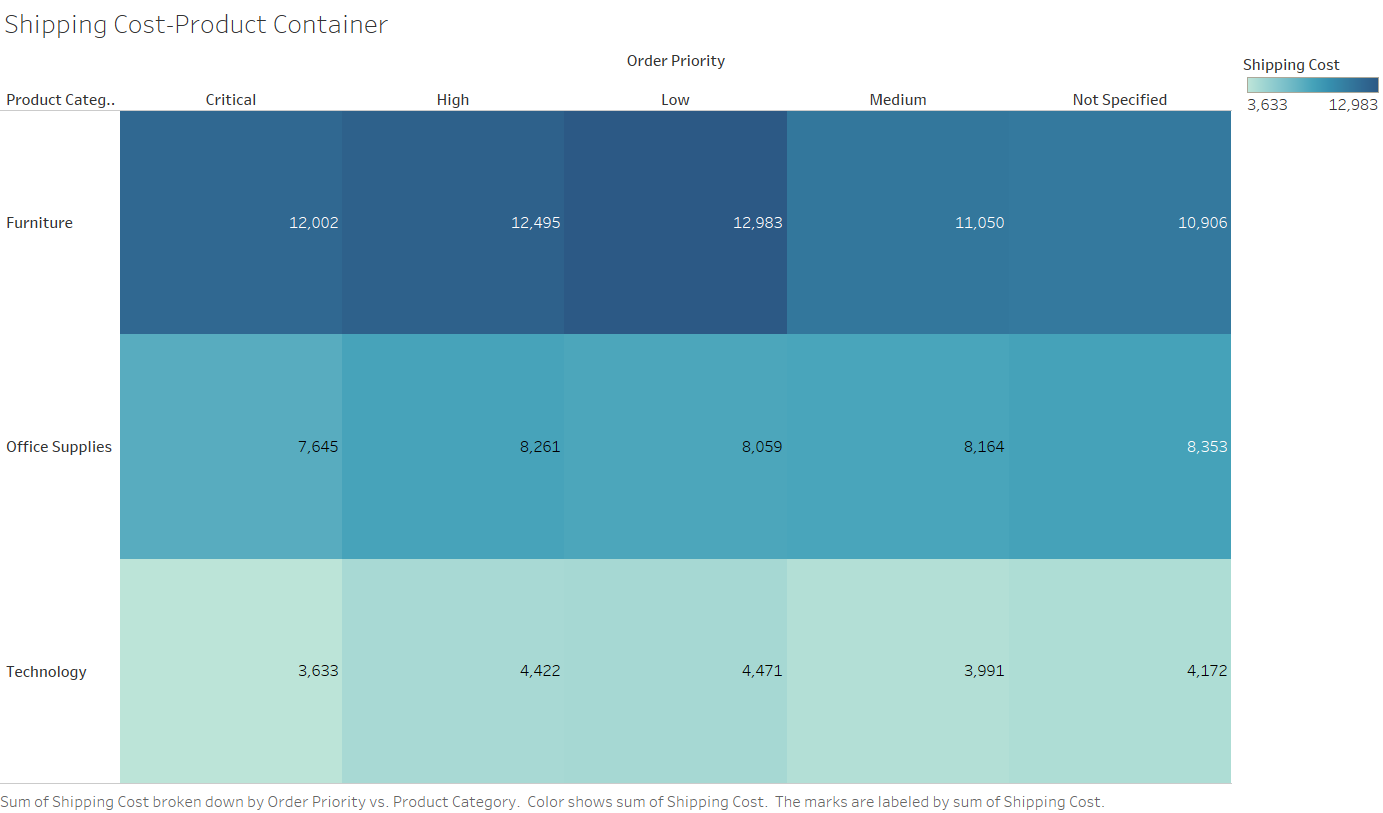 Shipping Cost-Product Container
Order Priority
Shipping Cost
3,633 12,983
Product Categ.. Critical High Low Medium Not Specified
Furniture 12,002 12,495 12,983 11,050 10,906
Office Supplies 7,645 8,261 8,059 8,164 8,353
Technology 3,633 4,422 4,471 3,991 4,172
Sum of Shipping Cost broken down by Order Priority vs. Product Category.  Color shows sum of Shipping Cost.  The marks are labeled by sum of Shipping Cost.